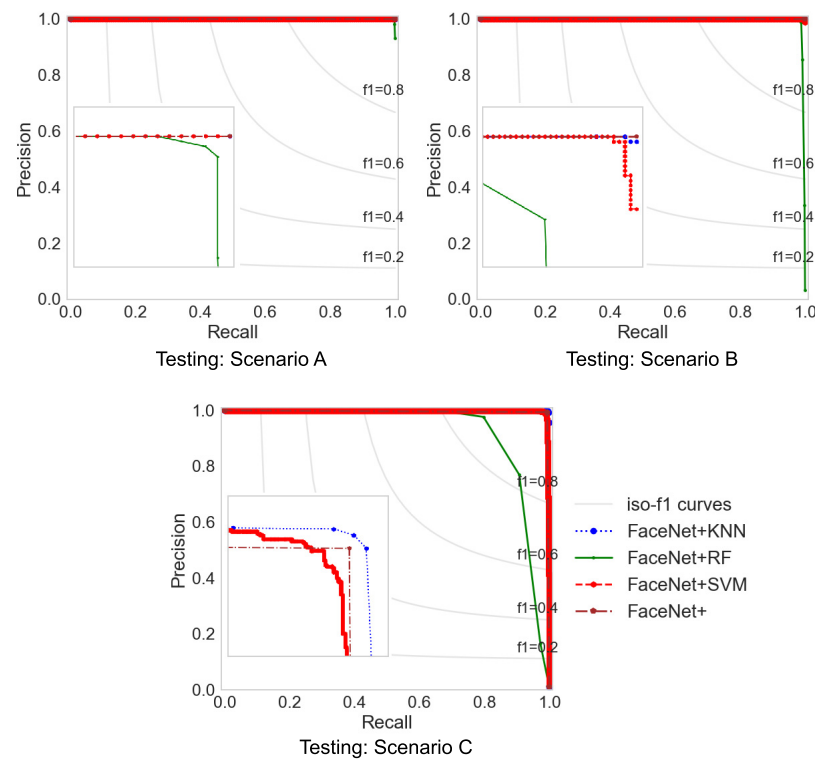 1.0
0.8
0.6
0.4
0.2
0.0
Precision
f1=0.8
f1=0.6
f1=0.4
f1=0.2
0.0 0.2 0.4 0.6 0.8 1.0
Recall
Testing: Scenario A
1.0
0.8
0.6
0.4
0.2
0.0
Precision
f1=0.8
f1=0.6
f1=0.4
f1=0.2
0.0 0.2 0.4 0.6 0.8 1.0
Recall
Testing: Scenario B
1.0
0.8
0.6
0.4
0.2
0.0
Precision
f1=0.8
f1=0.6
f1=0.4
f1=0.2
0.0 0.2 0.4 0.6 0.8 1.0
Recall
Testing: Scenario C
iso-f1 curves
FaceNet+KNN
FaceNet+RF
FaceNet+SVM
FaceNet+